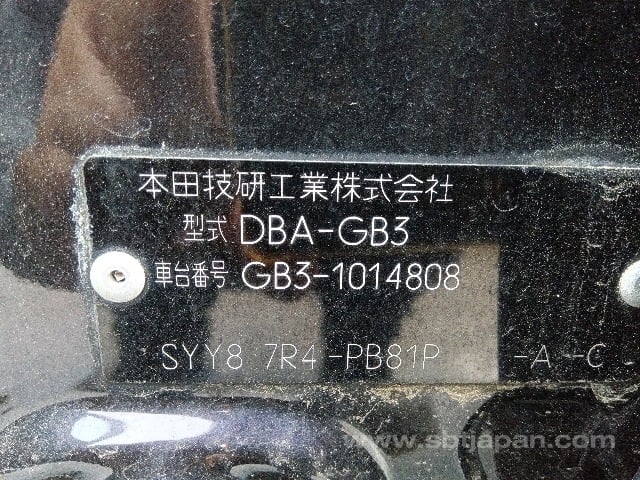 本田技研工業株式会社
型式 DBA-GB3
車台番号 GB3-1014808
SYY8 7R4-PB81P -A -C
www.sbtjapan.com